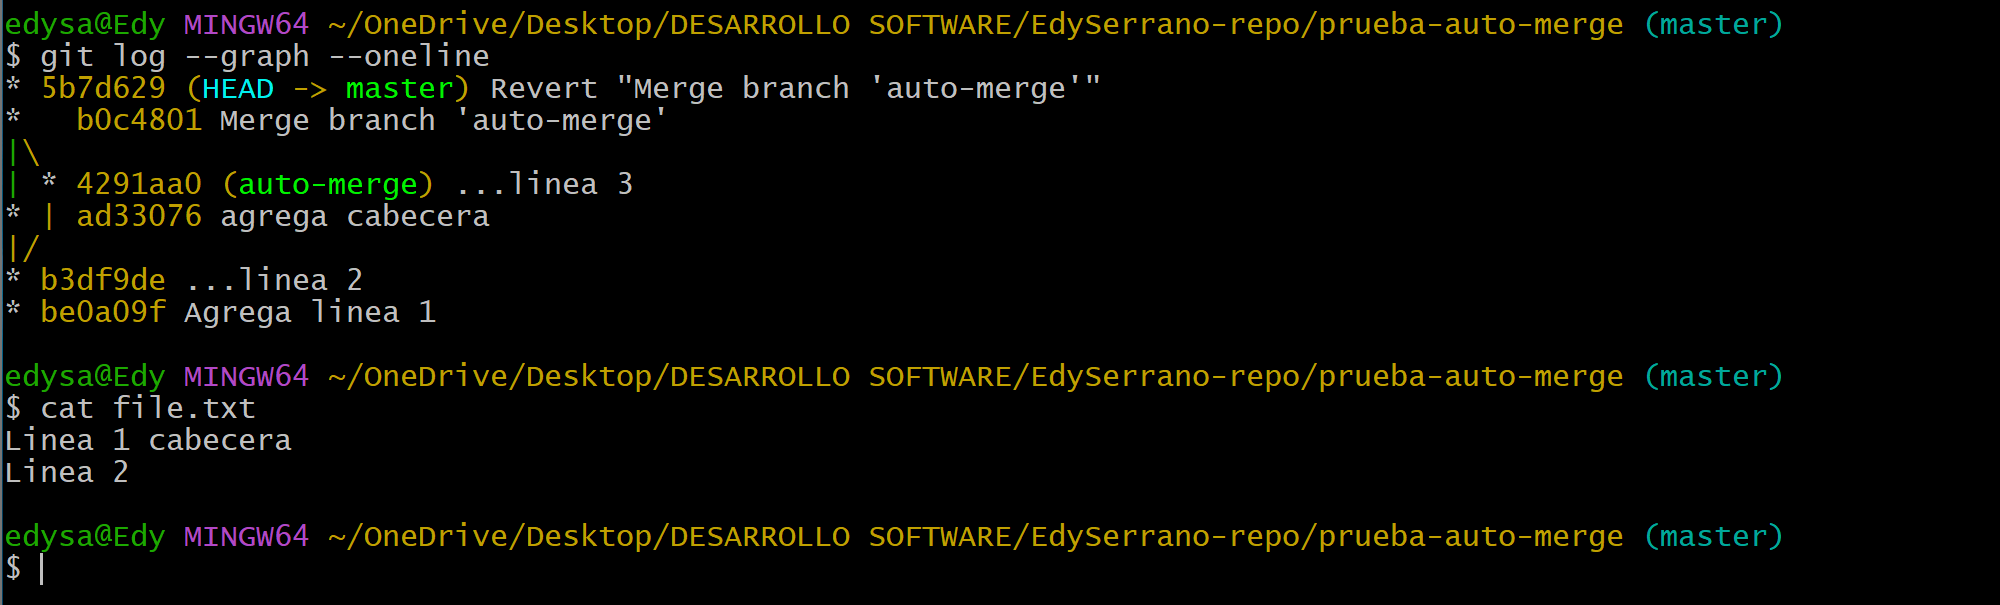 edysa@Edy MINGW64 ~/OneDrive/Desktop/DESARROLLO SOFTWARE/EdySerrano-repo/prueba-auto-merge (master)
$ git log --graph --oneline
* 5b7d629 (HEAD -> master) Revert "Merge branch 'auto-merge'"
*   b0c4801 Merge branch 'auto-merge'
|\
| * 4291aa0 (auto-merge) ...linea 3
* | ad33076 agrega cabecera
|/
* b3df9de ...linea 2
* be0a09f Agrega linea 1
edysa@Edy MINGW64 ~/OneDrive/Desktop/DESARROLLO SOFTWARE/EdySerrano-repo/prueba-auto-merge (master)
$ cat file.txt
Linea 1 cabecera
Linea 2
edysa@Edy MINGW64 ~/OneDrive/Desktop/DESARROLLO SOFTWARE/EdySerrano-repo/prueba-auto-merge (master)
$